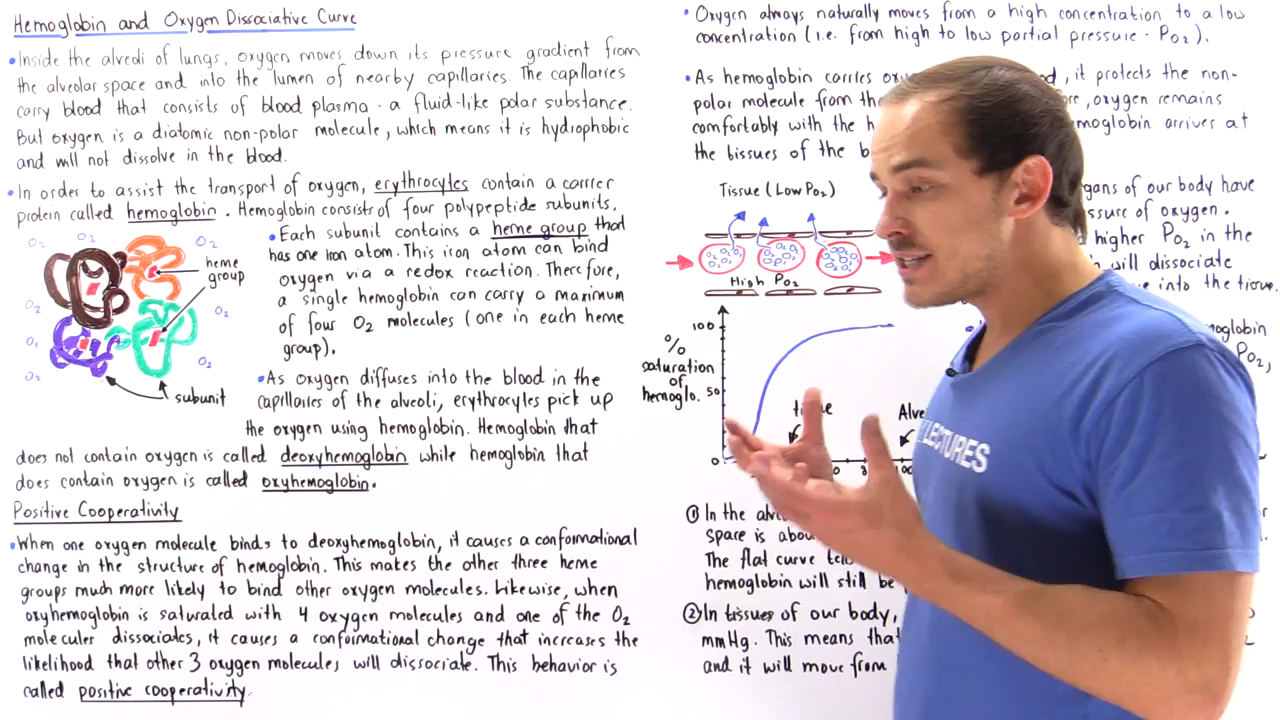 Hemoglobin and Oxygen Dissociative Curve
• Inside the alveoli of lungs, oxygen moves down its pressure gradient from
the alveolar space and into the lumen of nearby capillaries. The capillaries
carry blood that consists of blood plasma - a fluid-like polar substance.
But oxygen is a diatomic non-polar molecule, which means it is hydrophobic
and will not dissolve in the blood.
• In order to assist the transport of oxygen, erythrocytes contain a carrier
protein called hemoglobin. Hemoglobin consists of four polypeptide subunits.
O2 O2 O2
heme
group
O2 O2
O2
O2 O2
subunit
• Each subunit contains a heme group that
has one iron atom. This iron atom can bind
oxygen via a redox reaction. Therefore,
a single hemoglobin can carry a maximum
of four O2 molecules (one in each heme
group).
• As oxygen diffuses into the blood in the
capillaries of the alveoli, erythrocytes pick up
the oxygen using hemoglobin. Hemoglobin that
does not contain oxygen is called deoxyhemoglobin while hemoglobin that
does contain oxygen is called oxyhemoglobin.
Positive Cooperativity
• When one oxygen molecule binds to deoxyhemoglobin, it causes a conformational
change in the structure of hemoglobin. This makes the other three heme
groups much more likely to bind other oxygen molecules. Likewise, when
oxyhemoglobin is saturated with 4 oxygen molecules and one of the O2
molecules dissociates, it causes a conformational change that increases the
likelihood that other 3 oxygen molecules will dissociate. This behavior is
called positive cooperativity.
• Oxygen always naturally moves from a high concentration to a low
concentration (i.e. from high to low partial pressure - PO2).
• As hemoglobin carries it protects the non-
polar molecule from oxygen remains
comfortably with the hemoglobin arrives at
the tissues of the
Tissue (Low PO2)
High PO2
of our body have
of oxygen.
higher PO2 in the
will dissociate
into the tissue.
PO2,
100
%
saturation
of
hemoglo.
50
0
① In the
space is
The flat curve
hemoglobin will still be
② In tissues of our body,
mmHg. This means that
and it will move from
LECTURES